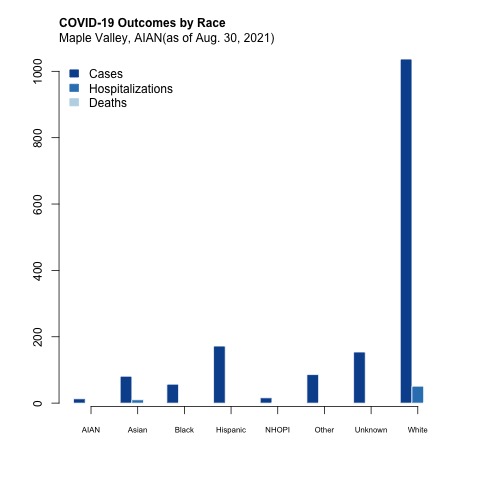 COVID-19 Outcomes by Race
Maple Valley, AIAN(as of Aug. 30, 2021)
Cases
Hospitalizations
Deaths
1000
800
600
400
200
0
AIAN Asian Black Hispanic NHOPI Other Unknown White